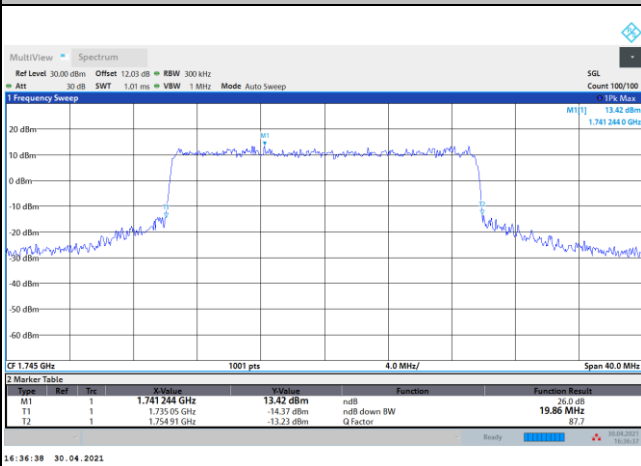 MultiView Spectrum
Ref Level 30.00 dBm Offset 12.03 dB RBW 300 kHz SGL
Att 30 dB SWT 1.01 ms VBW 1 MHz Mode Auto Sweep Count 100/100
1 Frequency Sweep 1Pk Max
M1[1] 13.42 dBm
1.741 244 0 GHz
M1
20 dBm
10 dBm
0 dBm
-10 dBm
-20 dBm
-30 dBm
-40 dBm
-50 dBm
-60 dBm
CF 1.745 GHz 1001 pts 4.0 MHz/ Span 40.0 MHz
2 Marker Table
Type Ref Trc X-Value Y-Value Function Function Result
M1 1 1.741 244 GHz 13.42 dBm ndB 26.0 dB
T1 1 1.735 05 GHz -14.37 dBm ndB down BW 19.86 MHz
T2 1 1.754 91 GHz -13.23 dBm Q Factor 87.7
Ready 30.04.2021
16:36:37
16:36:38 30.04.2021